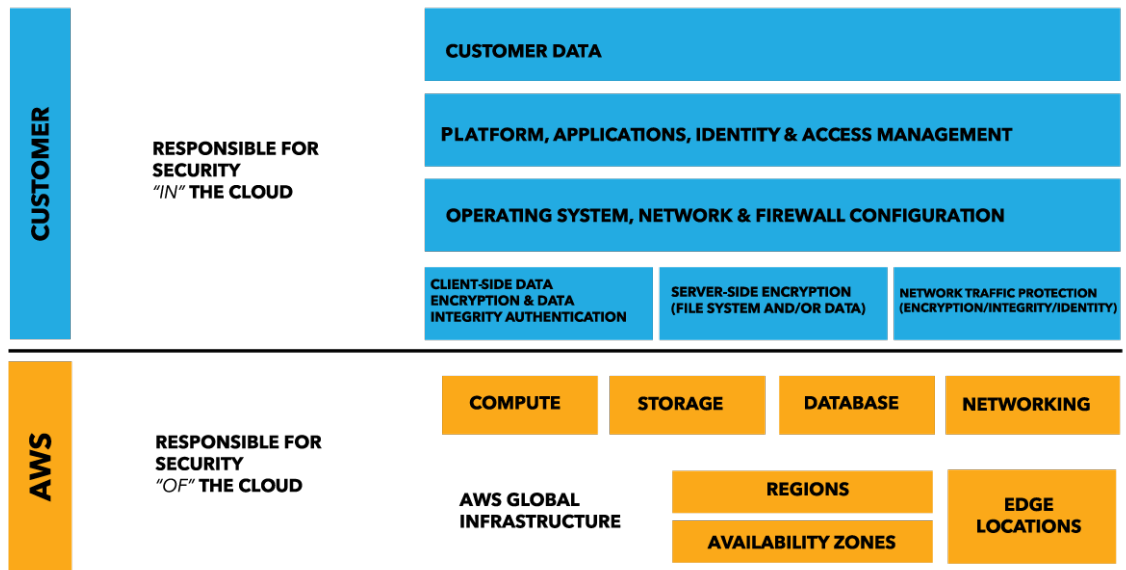 CUSTOMER
RESPONSIBLE FOR
SECURITY
“IN” THE CLOUD
CUSTOMER DATA
PLATFORM, APPLICATIONS, IDENTITY & ACCESS MANAGEMENT
OPERATING SYSTEM, NETWORK & FIREWALL CONFIGURATION
CLIENT-SIDE DATA
ENCRYPTION & DATA
INTEGRITY AUTHENTICATION
SERVER-SIDE ENCRYPTION
(FILE SYSTEM AND/OR DATA)
NETWORK TRAFFIC PROTECTION
(ENCRYPTION/INTEGRITY/IDENTITY)
AWS
RESPONSIBLE FOR
SECURITY
“OF” THE CLOUD
COMPUTE
STORAGE
DATABASE
NETWORKING
AWS GLOBAL
INFRASTRUCTURE
REGIONS
AVAILABILITY ZONES
EDGE
LOCATIONS